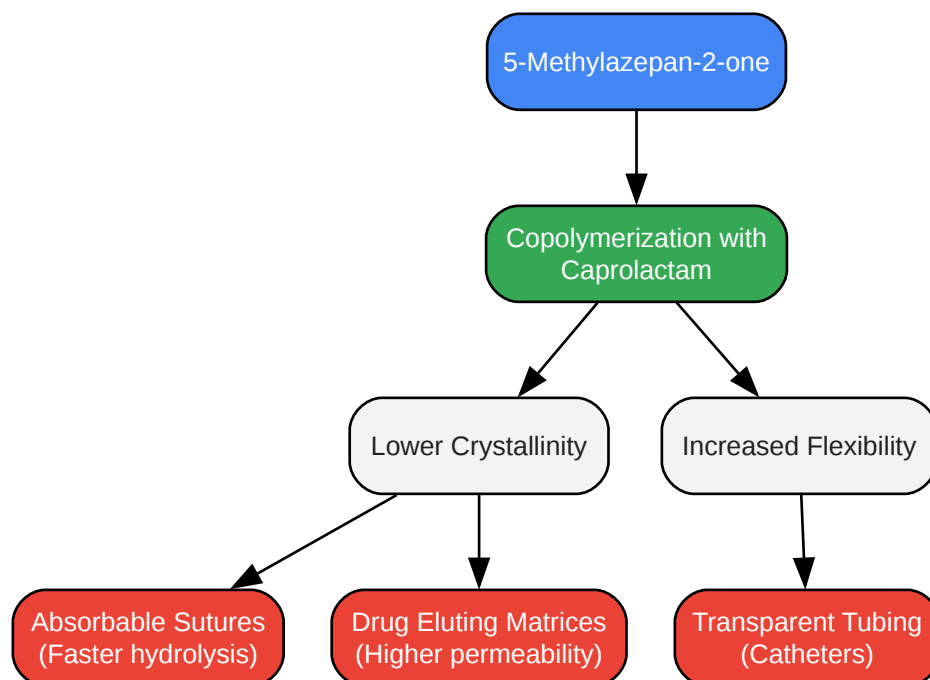 5-Methylazepan-2-one
Copolymerization with
Caprolactam
Lower Crystallinity
Increased Flexibility
Absorbable Sutures
(Faster hydrolysis)
Drug Eluting Matrices
(Higher permeability)
Transparent Tubing
(Catheters)